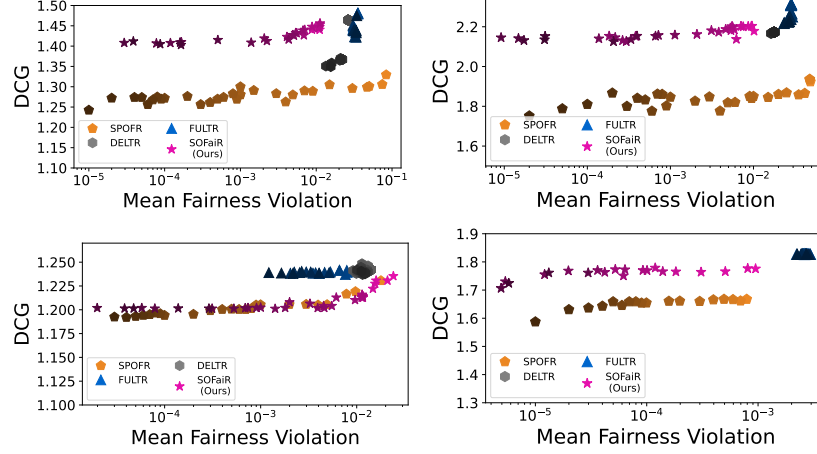 1.50
1.45
1.40
1.35
1.30
1.25
1.20
1.15
1.10
DCG
SPOFR
DELTR
FULTR
SOFaiR
(Ours)
10⁻⁵
10⁻⁴
10⁻³
10⁻²
10⁻¹
Mean Fairness Violation
2.2
2.0
1.8
1.6
DCG
SPOFR
DELTR
FULTR
SOFaiR
(Ours)
10⁻⁵
10⁻⁴
10⁻³
10⁻²
Mean Fairness Violation
1.250
1.225
1.200
1.175
1.150
1.125
1.100
DCG
SPOFR
FULTR
DELTR
SOFaiR
(Ours)
10⁻⁴
10⁻³
10⁻²
Mean Fairness Violation
1.9
1.8
1.7
1.6
1.5
1.4
1.3
DCG
SPOFR
DELTR
FULTR
SOFaiR
(Ours)
10⁻⁵
10⁻⁴
10⁻³
Mean Fairness Violation